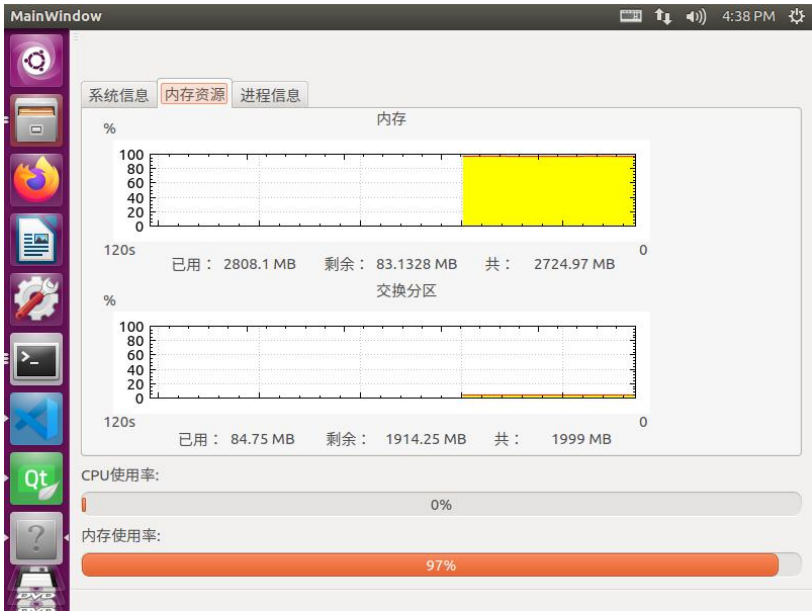 MainWindow 4:38 PM
系统信息 内存资源 进程信息
内存
%
100
80
60
40
20
0
120s 0
已用： 2808.1 MB 剩余： 83.1328 MB 共： 2724.97 MB
交换分区
%
100
80
60
40
20
0
120s 0
已用： 84.75 MB 剩余： 1914.25 MB 共： 1999 MB
CPU使用率:
0%
内存使用率:
97%
>_
Qt
?
DVD
DVD